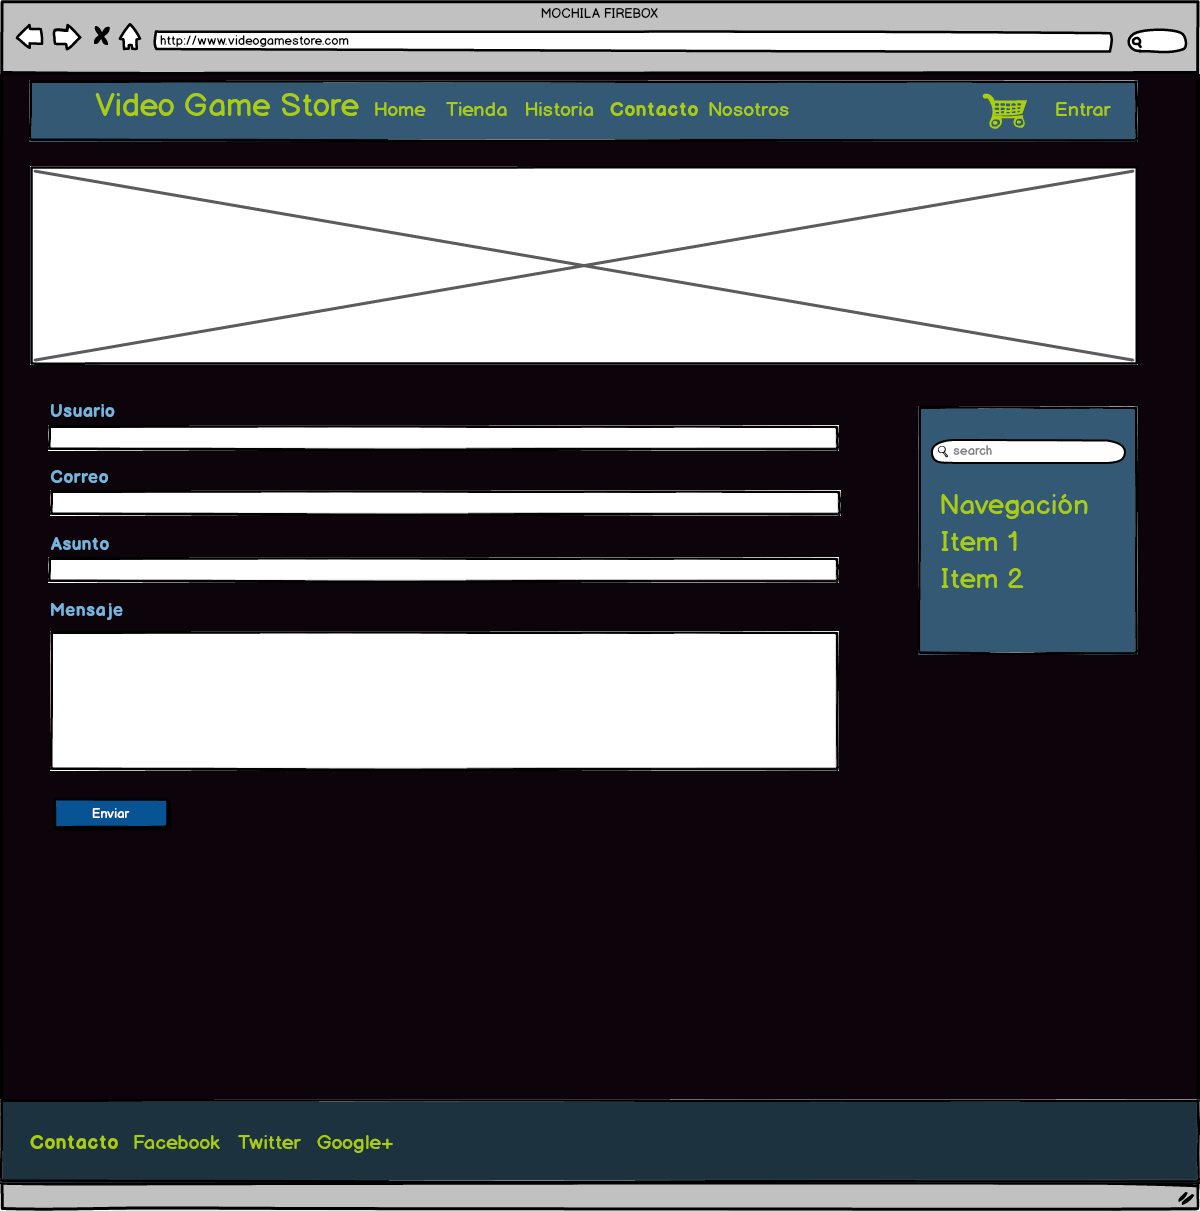 MOCHILA FIREBOX
http://www.videogamestore.com
Video Game Store Home Tienda Historia Contacto Nosotros Entrar
Usuario
search
Correo
Navegación
Asunto
Item 1
Item 2
Mensaje
Enviar
Contacto Facebook Twitter Google+